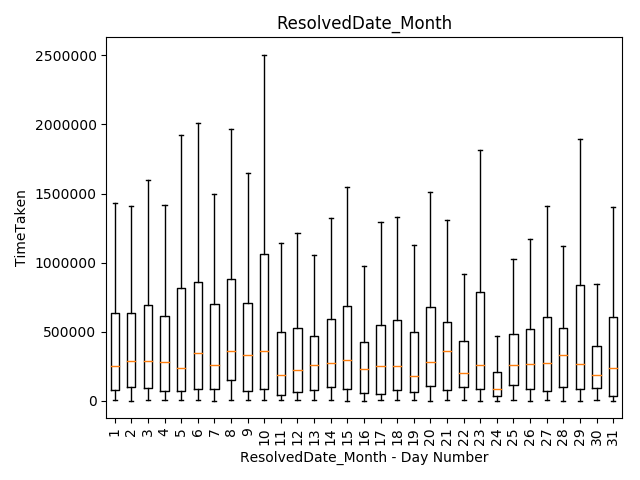 ResolvedDate_Month
2500000
2000000
1500000
1000000
500000
0
TimeTaken
1 2 3 4 5 6 7 8 9 10 11 12 13 14 15 16 17 18 19 20 21 22 23 24 25 26 27 28 29 30 31
ResolvedDate_Month - Day Number